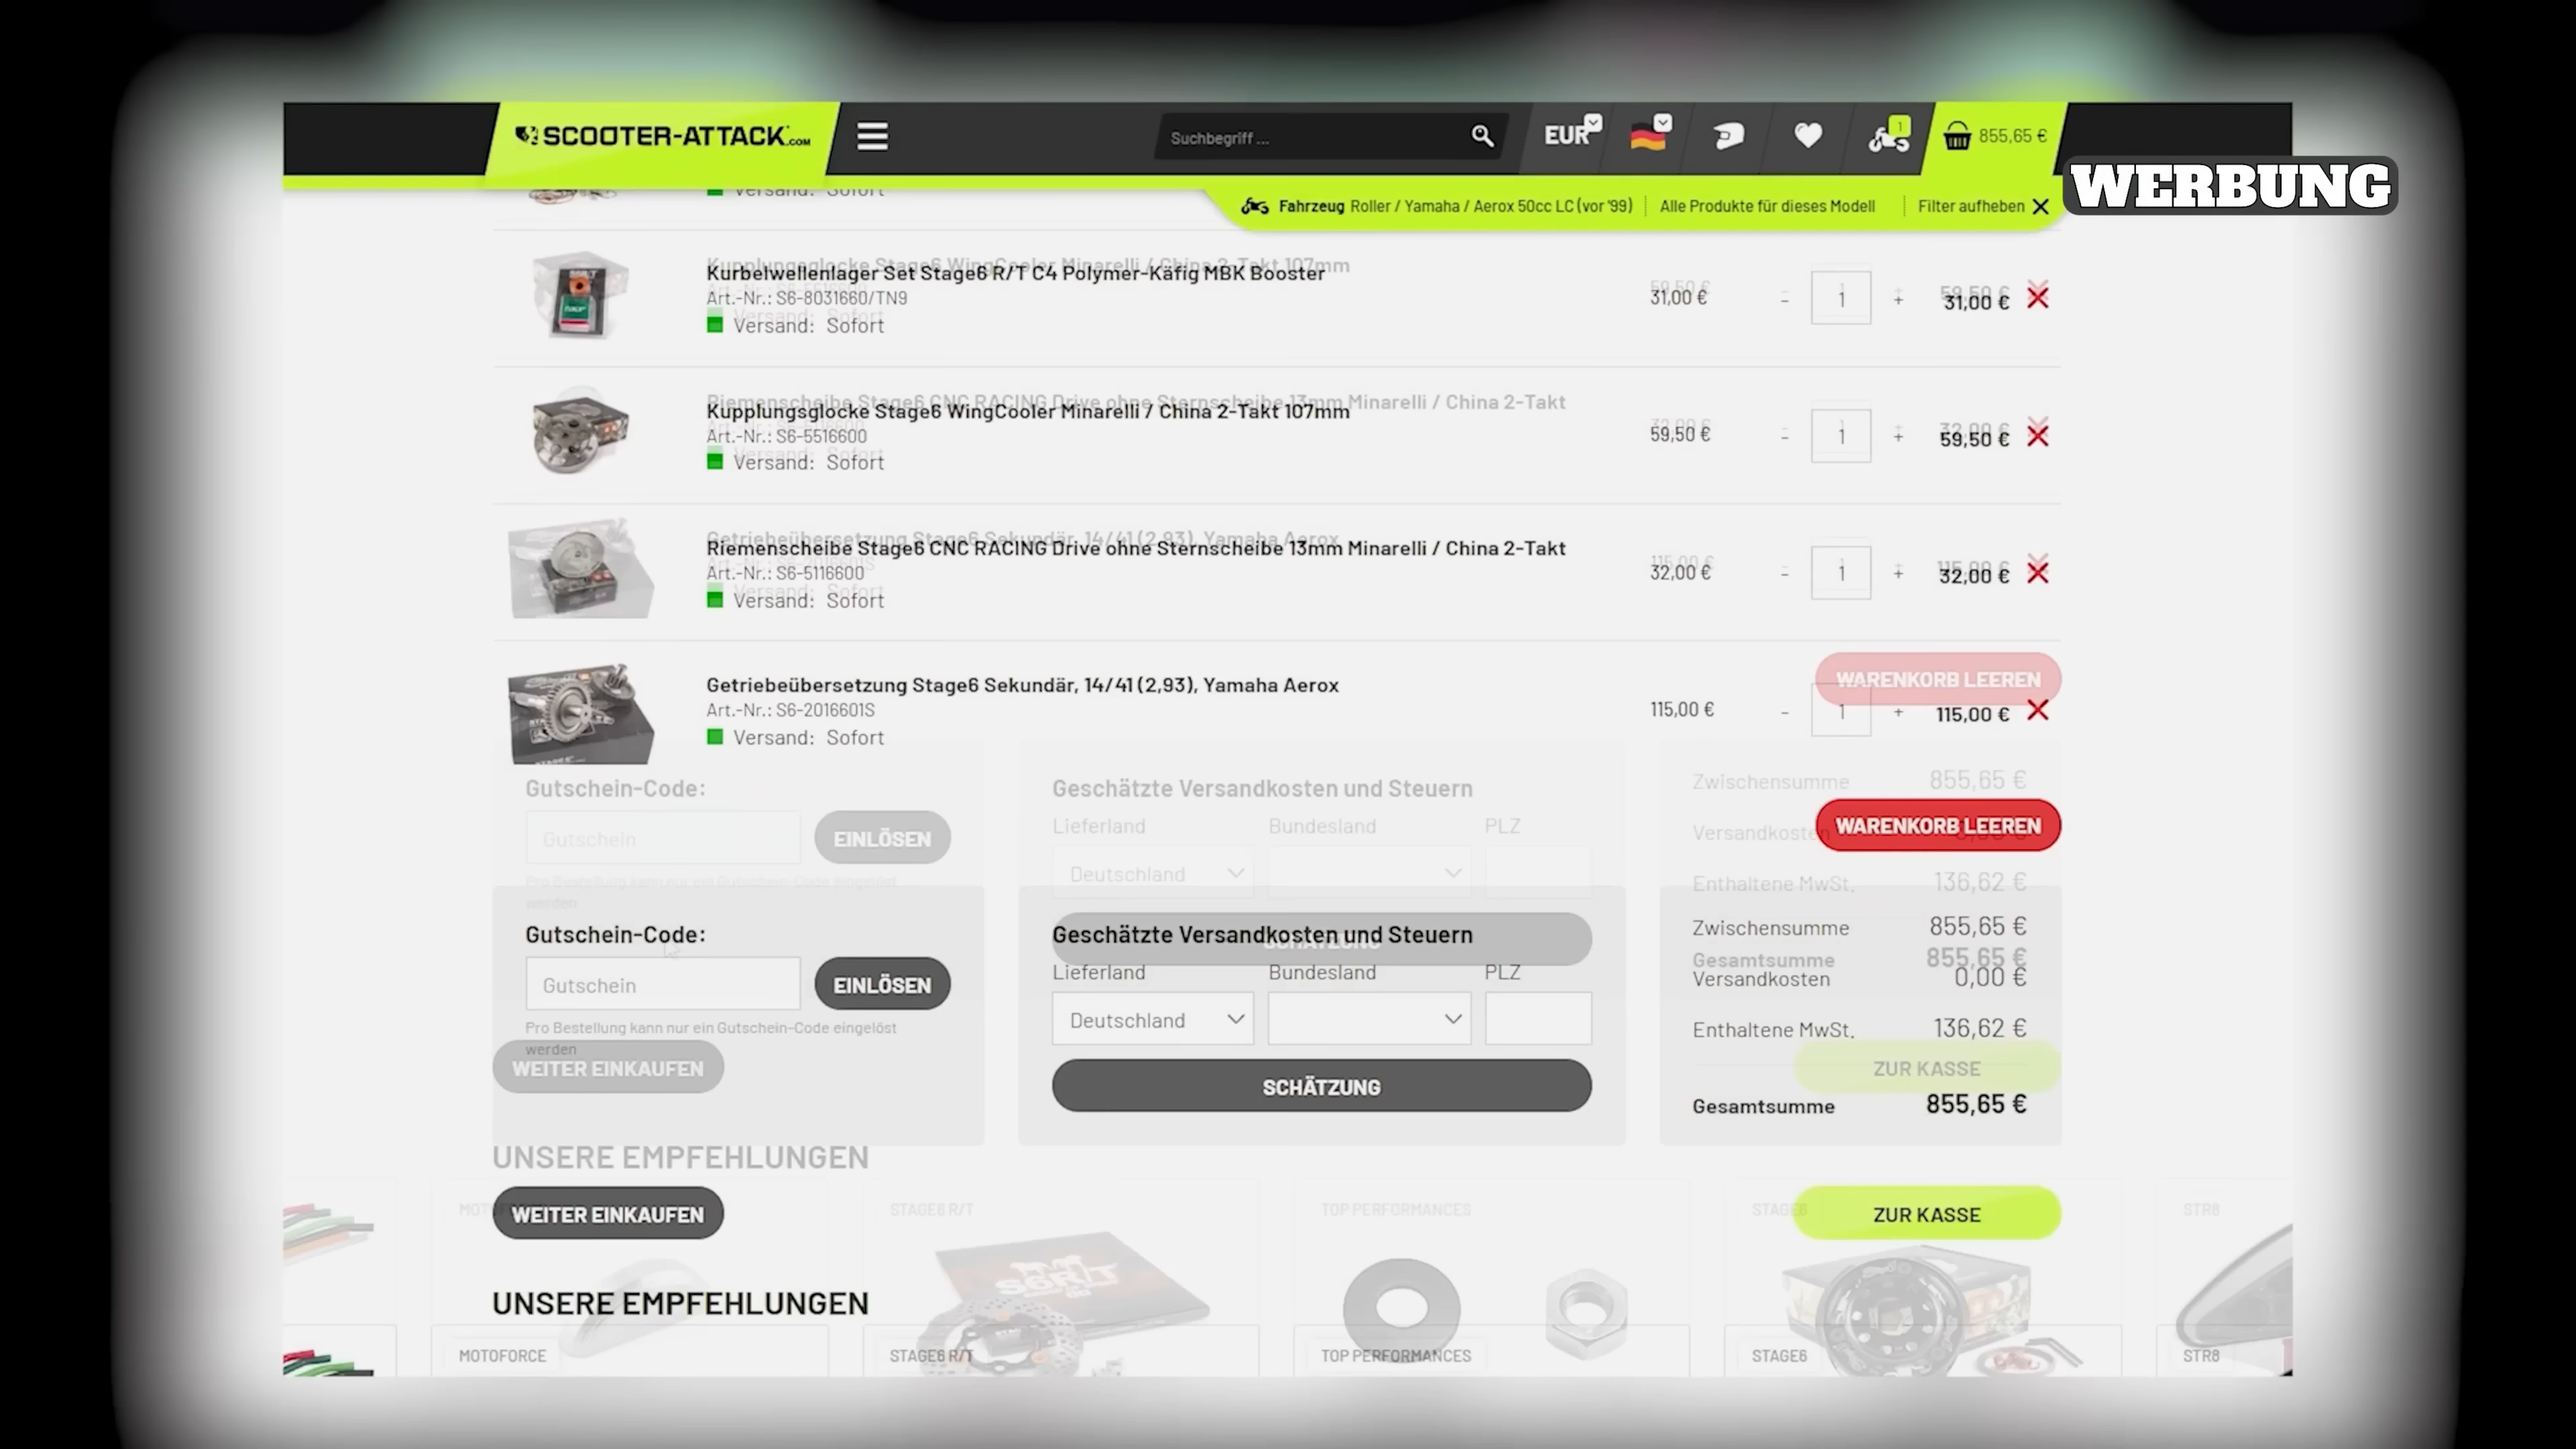 SCOOTER-ATTACK.COM
Suchbegriff ...
EUR
1
855,65 €
WERBUNG
Versand: Sofort
Fahrzeug Roller / Yamaha / Aerox 50cc LC (vor '99)
Alle Produkte für dieses Modell
Filter aufheben
Kurbelwellenlager Set Stage6 R/T C4 Polymer-Käfig MBK Booster
Art.-Nr.: S6-8031660/TN9
31,00 €
- 1 +
31,00 €
Versand: Sofort
Kupplungsglocke Stage6 WingCooler Minarelli / China 2-Takt 107mm
Art.-Nr.: S6-5516600
59,50 €
- 1 +
59,50 €
Versand: Sofort
Riemenscheibe Stage6 CNC RACING Drive ohne Sternscheibe 13mm Minarelli / China 2-Takt
Art.-Nr.: S6-5116600
32,00 €
- 1 +
32,00 €
Versand: Sofort
Getriebeübersetzung Stage6 Sekundär, 14/41 (2,93), Yamaha Aerox
Art.-Nr.: S6-2016601S
115,00 €
- 1 +
115,00 €
Versand: Sofort
WARENKORB LEEREN
Gutschein-Code:
Gutschein
EINLÖSEN
Pro Bestellung kann nur ein Gutschein-Code eingelöst
werden
Geschätzte Versandkosten und Steuern
Lieferland Bundesland PLZ
Deutschland
SCHÄTZUNG
Zwischensumme 855,65 €
Versandkosten 0,00 €
Enthaltene MwSt. 136,62 €
Gesamtsumme 855,65 €
WEITER EINKAUFEN
ZUR KASSE
UNSERE EMPFEHLUNGEN
MOTOFORCE
STAGE6 R/T
TOP PERFORMANCES
STAGE6
STR8